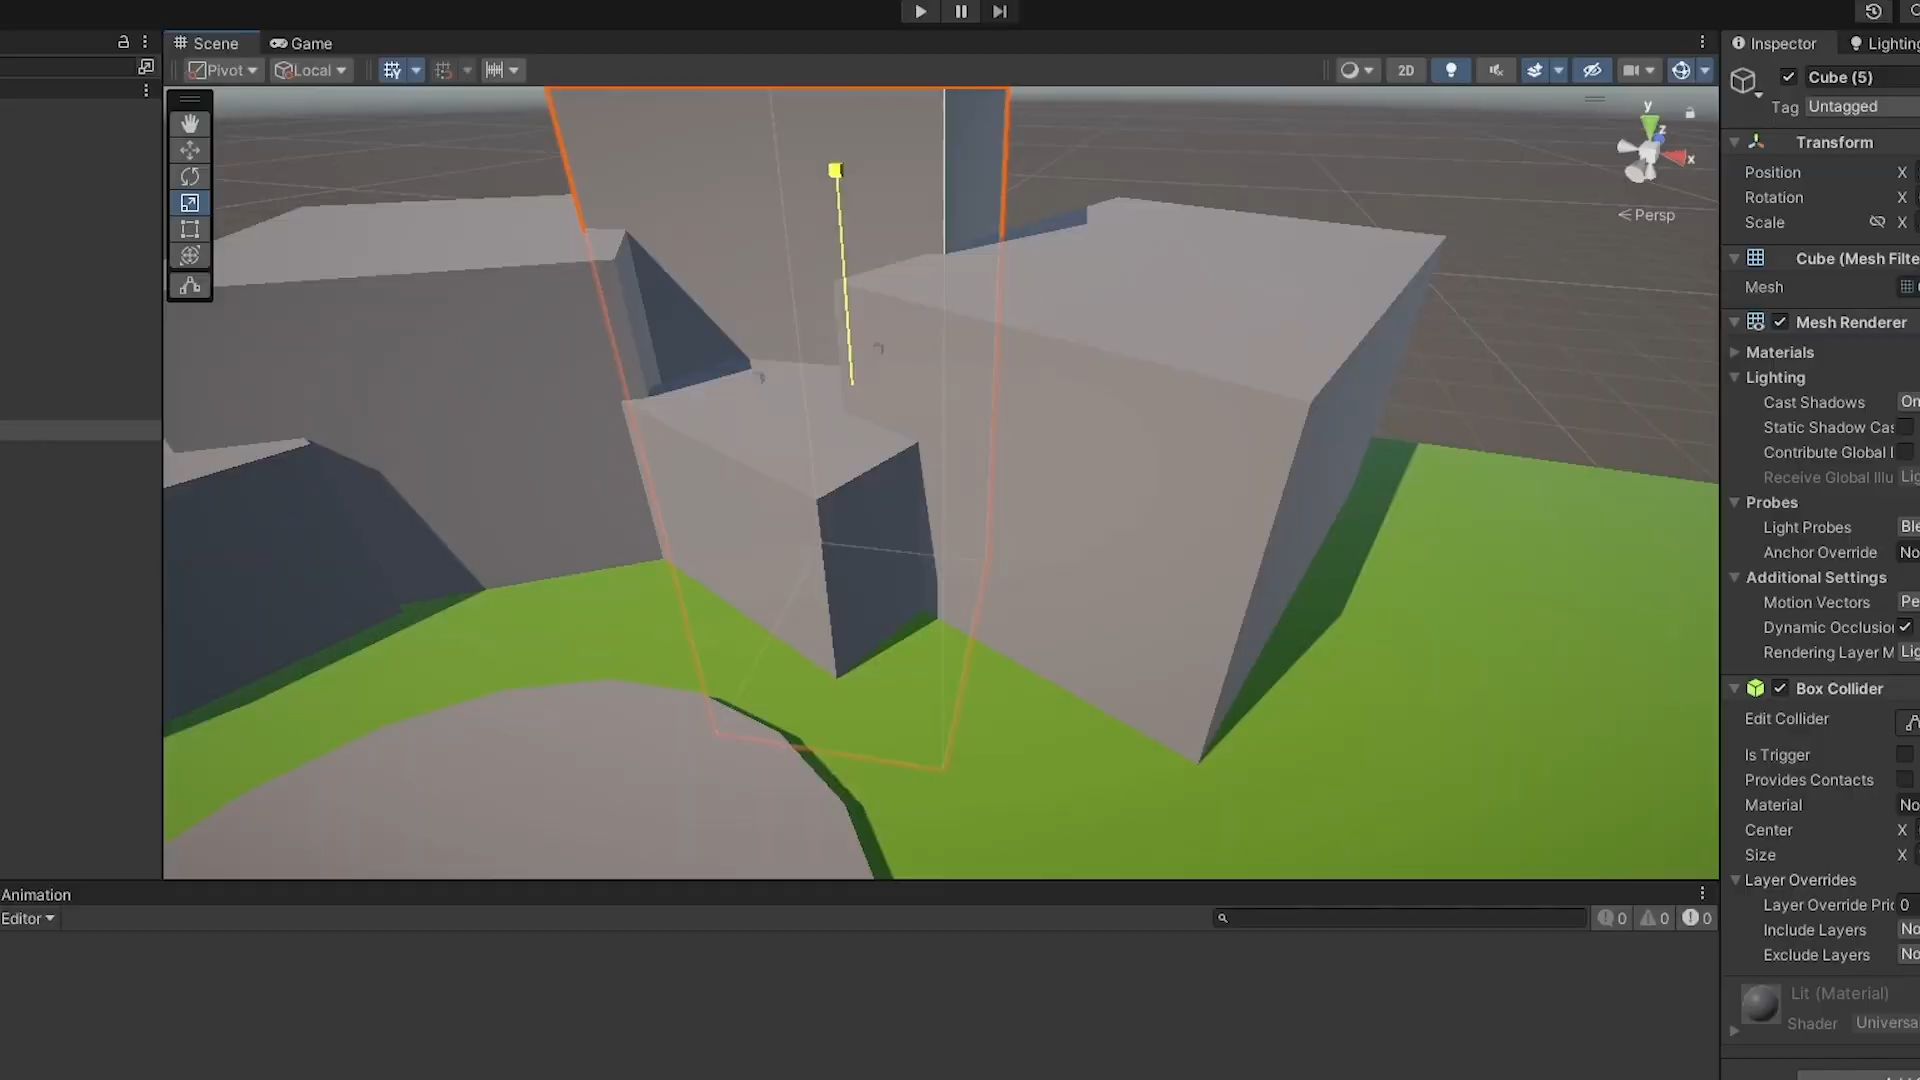 Scene Game
Inspector Lighting
Pivot Local
2D
Cube (5)
Tag Untagged
y
z
x
Persp
Transform
Position X
Rotation X
Scale X
Cube (Mesh Filte
Mesh
Mesh Renderer
Materials
Lighting
Cast Shadows On
Static Shadow Cas
Contribute Global I
Receive Global Illu Lig
Probes
Light Probes Ble
Anchor Override No
Additional Settings
Motion Vectors Pe
Dynamic Occlusion
Rendering Layer M Lig
Box Collider
Edit Collider
Is Trigger
Provides Contacts
Material No
Center X
Size X
Layer Overrides
Layer Override Pric 0
Include Layers No
Exclude Layers No
Lit (Material)
Shader Universa
Animation
Editor
0 0 0